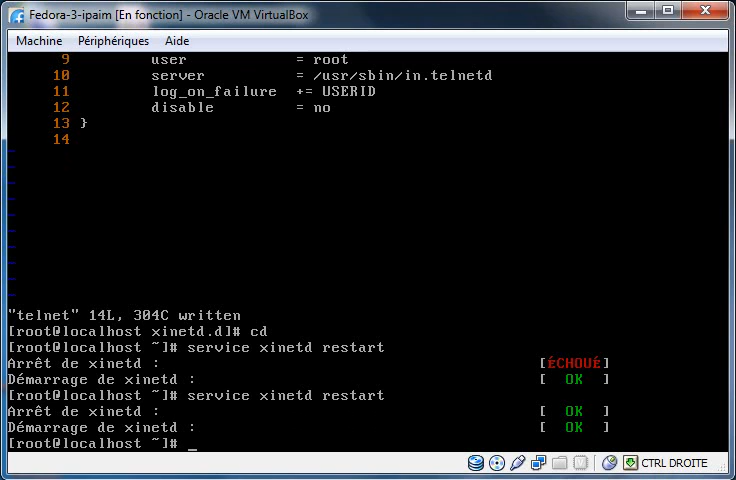 Fedora-3-ipaim [En fonction] - Oracle VM VirtualBox
Machine Périphériques Aide
9 user = root
10 server = /usr/sbin/in.telnetd
11 log_on_failure += USERID
12 disable = no
13 }
14
~
~
~
~
~
~
~
~
~
~
"telnet" 14L, 304C written
[root@localhost xinetd.d]# cd
[root@localhost ~]# service xinetd restart
Arrêt de xinetd : [ÉCHOUÉ]
Démarrage de xinetd : [ OK ]
[root@localhost ~]# service xinetd restart
Arrêt de xinetd : [ OK ]
Démarrage de xinetd : [ OK ]
[root@localhost ~]# _
CTRL DROITE